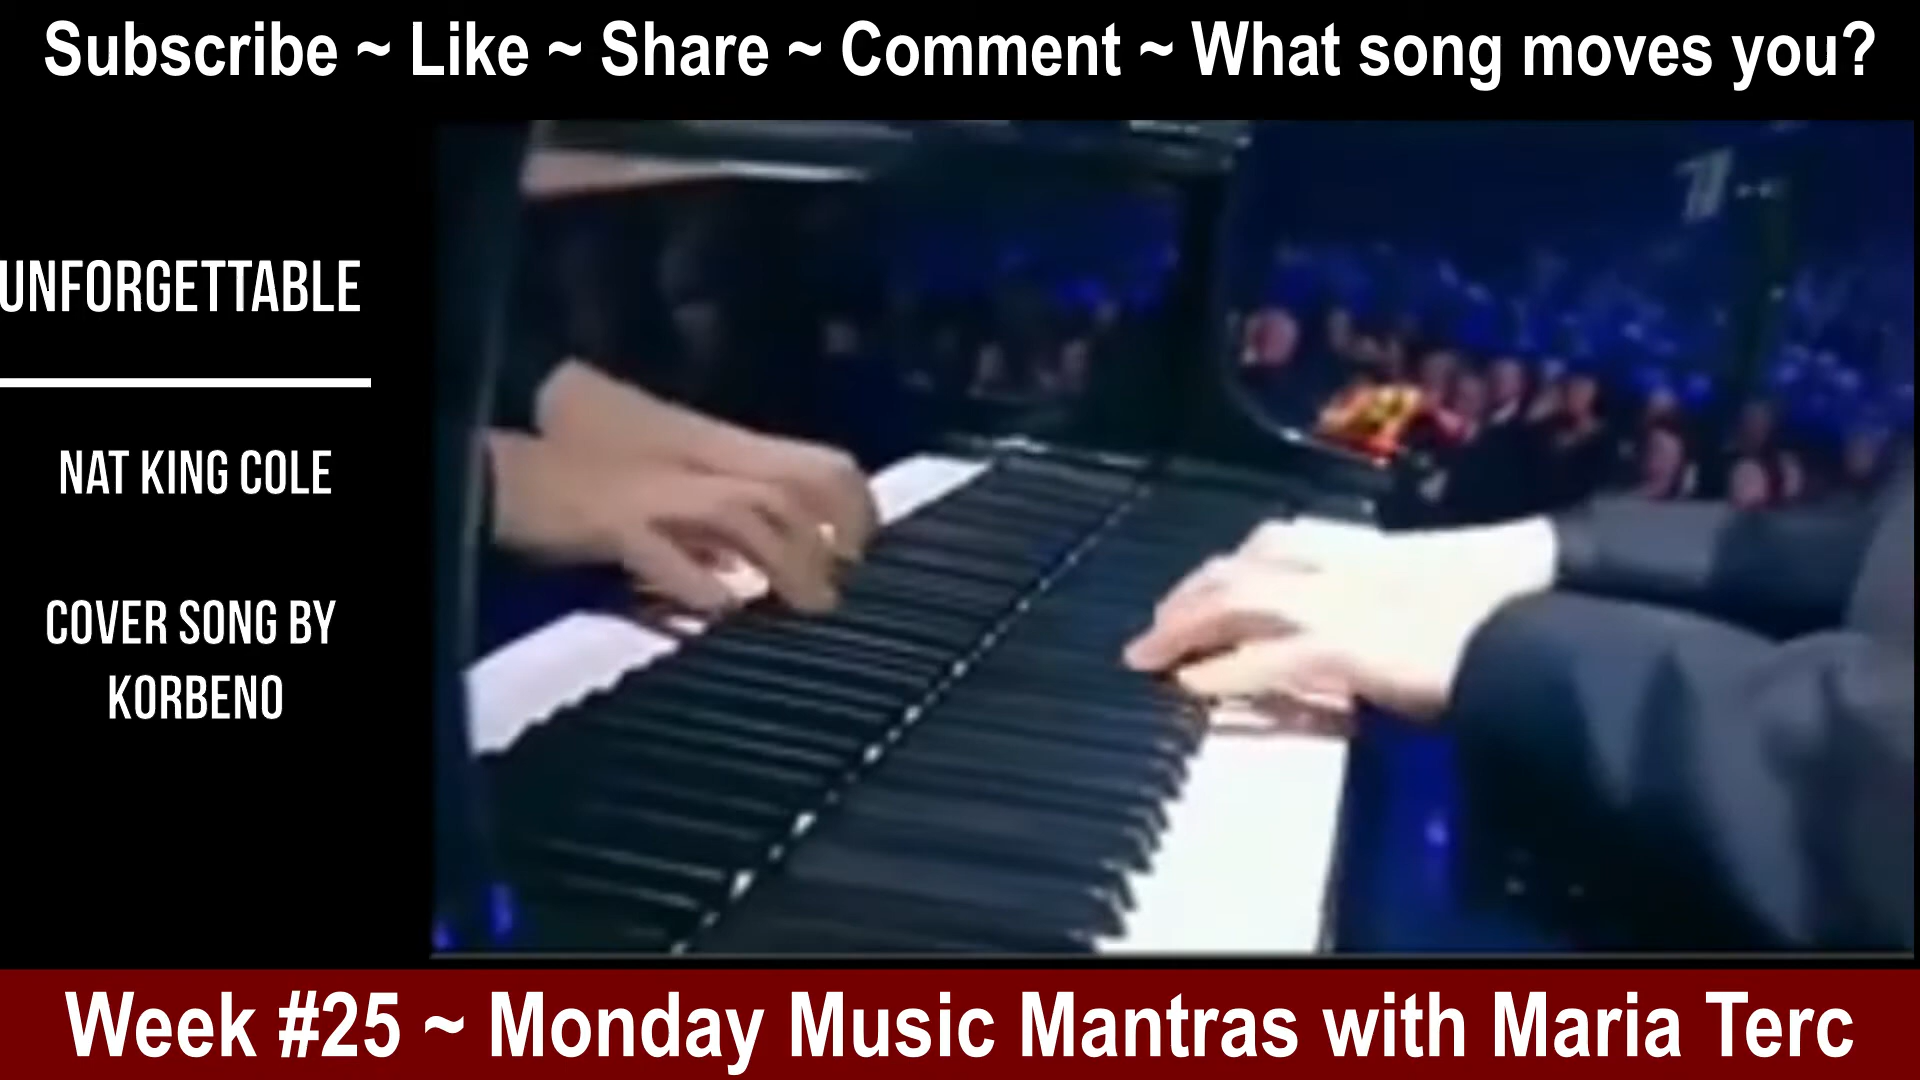 Subscribe ~ Like ~ Share ~ Comment ~ What song moves you?
UNFORGETTABLE
NAT KING COLE
COVER SONG BY
KORBENO
Week #25 ~ Monday Music Mantras with Maria Terc